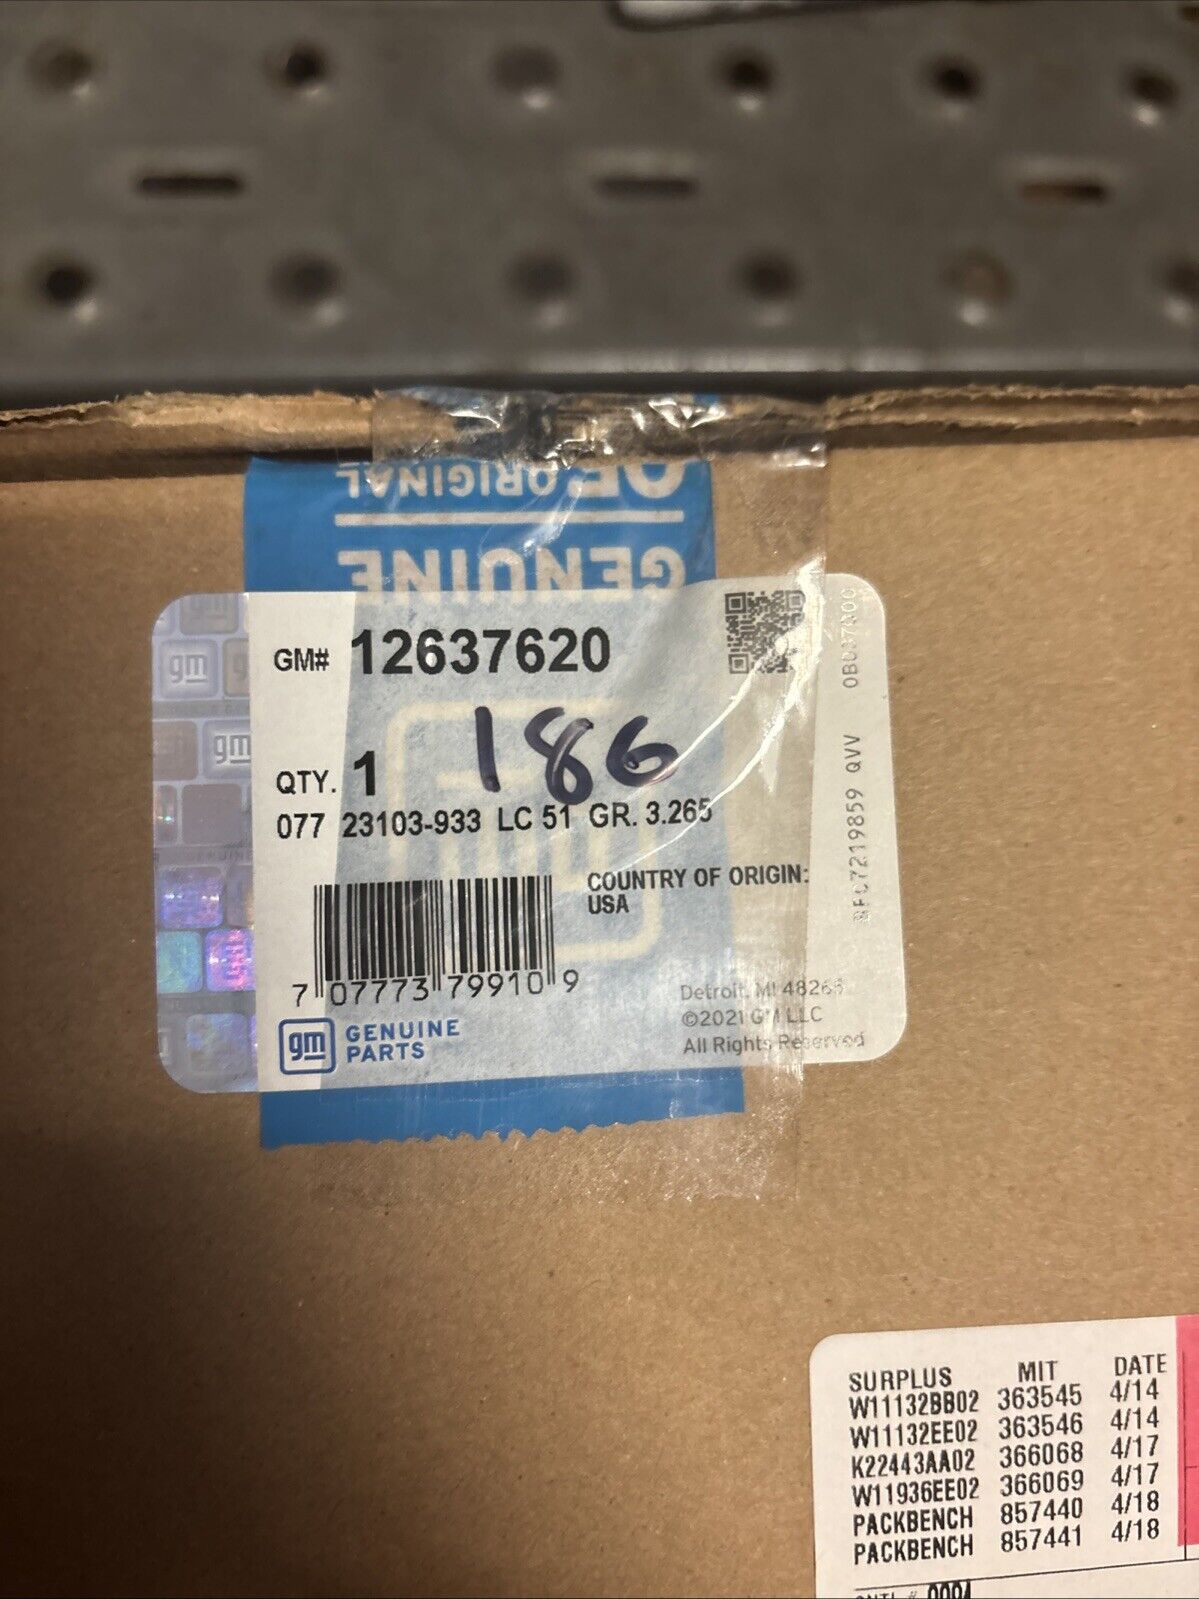 OE ORIGINAL
GENUINE
GM# 12637620
186
QTY. 1
077 23103-933 LC 51 GR. 3.265
COUNTRY OF ORIGIN:
USA
7 07773 79910 9
gm GENUINE
PARTS
Detroit, MI 48265
©2021 GM LLC
All Rights Reserved
gm
gm
SURPLUS MIT DATE
W11132BB02 363545 4/14
W11132EE02 363546 4/14
K22443AA02 366068 4/17
W11936EE02 366069 4/17
PACKBENCH 857440 4/18
PACKBENCH 857441 4/18